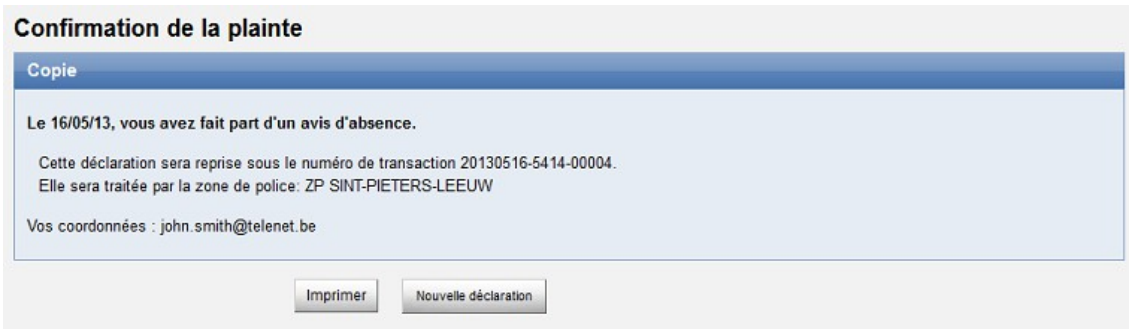 Confirmation de la plainte
Copie
Le 16/05/13, vous avez fait part d'un avis d'absence.
Cette déclaration sera reprise sous le numéro de transaction 20130516-5414-00004.
Elle sera traitée par la zone de police: ZP SINT-PIETERS-LEEUW
Vos coordonnées : john.smith@telenet.be
Imprimer Nouvelle déclaration